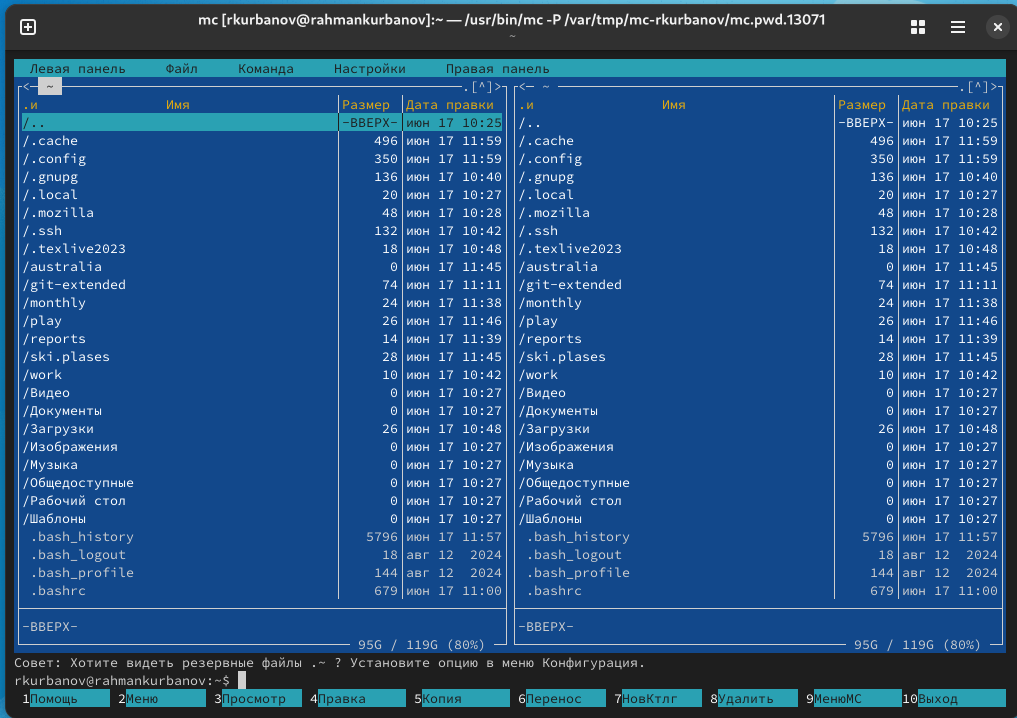 mc [rkurbanov@rahmankurbanov]:~ — /usr/bin/mc -P /var/tmp/mc-rkurbanov/mc.pwd.13071
~
Левая панель Файл Команда Настройки Правая панель
<— ~ .[^]> <— ~ .[^]>
.и Имя Размер Дата правки .и Имя Размер Дата правки
/.. -ВВЕРХ- июн 17 10:25 /.. -ВВЕРХ- июн 17 10:25
/.cache 496 июн 17 11:59 /.cache 496 июн 17 11:59
/.config 350 июн 17 11:59 /.config 350 июн 17 11:59
/.gnupg 136 июн 17 10:40 /.gnupg 136 июн 17 10:40
/.local 20 июн 17 10:27 /.local 20 июн 17 10:27
/.mozilla 48 июн 17 10:28 /.mozilla 48 июн 17 10:28
/.ssh 132 июн 17 10:42 /.ssh 132 июн 17 10:42
/.texlive2023 18 июн 17 10:48 /.texlive2023 18 июн 17 10:48
/australia 0 июн 17 11:45 /australia 0 июн 17 11:45
/git-extended 74 июн 17 11:11 /git-extended 74 июн 17 11:11
/monthly 24 июн 17 11:38 /monthly 24 июн 17 11:38
/play 26 июн 17 11:46 /play 26 июн 17 11:46
/reports 14 июн 17 11:39 /reports 14 июн 17 11:39
/ski.plases 28 июн 17 11:45 /ski.plases 28 июн 17 11:45
/work 10 июн 17 10:42 /work 10 июн 17 10:42
/Видео 0 июн 17 10:27 /Видео 0 июн 17 10:27
/Документы 0 июн 17 10:27 /Документы 0 июн 17 10:27
/Загрузки 26 июн 17 10:48 /Загрузки 26 июн 17 10:48
/Изображения 0 июн 17 10:27 /Изображения 0 июн 17 10:27
/Музыка 0 июн 17 10:27 /Музыка 0 июн 17 10:27
/Общедоступные 0 июн 17 10:27 /Общедоступные 0 июн 17 10:27
/Рабочий стол 0 июн 17 10:27 /Рабочий стол 0 июн 17 10:27
/Шаблоны 0 июн 17 10:27 /Шаблоны 0 июн 17 10:27
.bash_history 5796 июн 17 11:57 .bash_history 5796 июн 17 11:57
.bash_logout 18 авг 12 2024 .bash_logout 18 авг 12 2024
.bash_profile 144 авг 12 2024 .bash_profile 144 авг 12 2024
.bashrc 679 июн 17 11:00 .bashrc 679 июн 17 11:00
-ВВЕРХ- -ВВЕРХ-
95G / 119G (80%) 95G / 119G (80%)
Совет: Хотите видеть резервные файлы .~ ? Установите опцию в меню Конфигурация.
rkurbanov@rahmankurbanov:~$
1Помощь 2Меню 3Просмотр 4Правка 5Копия 6Перенос 7НовКтлг 8Удалить 9МенюMC 10Выход